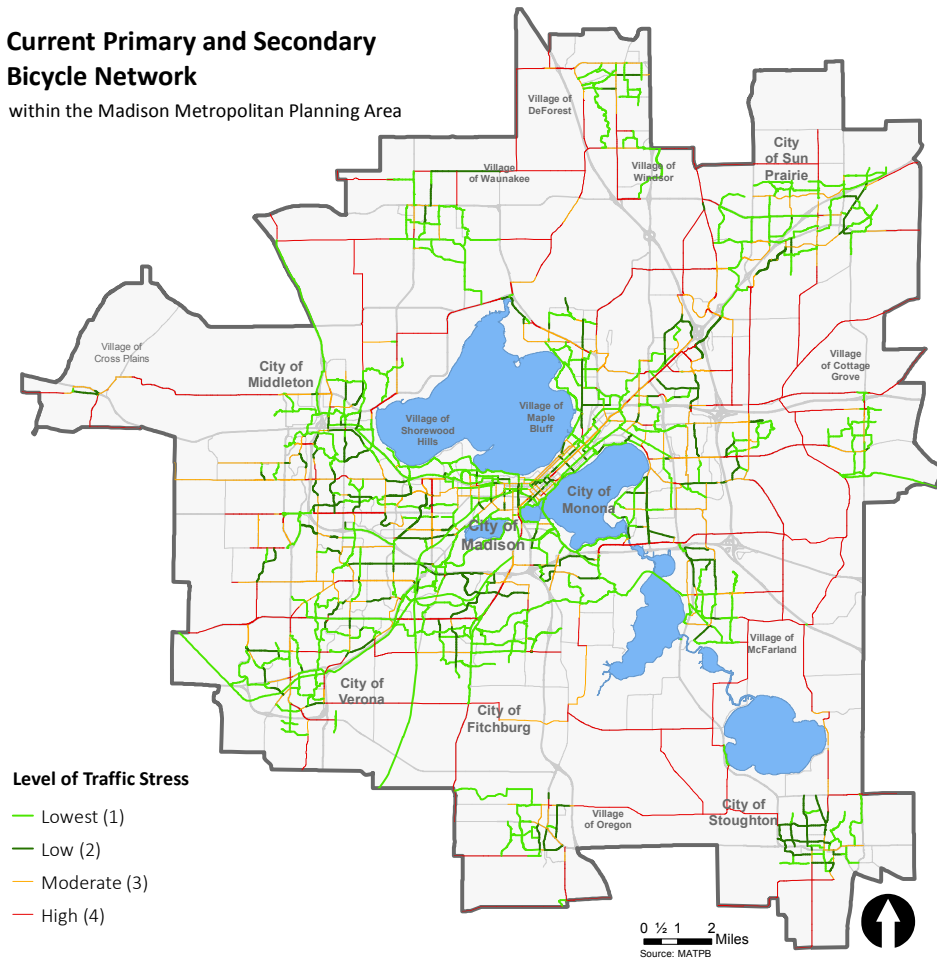 Current Primary and Secondary
Bicycle Network
within the Madison Metropolitan Planning Area
Village of
DeForest
City
of Sun
Prairie
Village
of Waunakee
Village of
Windsor
Village of
Cross Plains
City of
Middleton
Village
of Cottage
Grove
Village of
Shorewood
Hills
Village of
Maple
Bluff
City of
Monona
City of
Madison
Village of
McFarland
City of
Verona
City of
Fitchburg
Village
of Oregon
City of
Stoughton
Level of Traffic Stress
Lowest (1)
Low (2)
Moderate (3)
High (4)
0 ½ 1 2
Miles
Source: MATPB